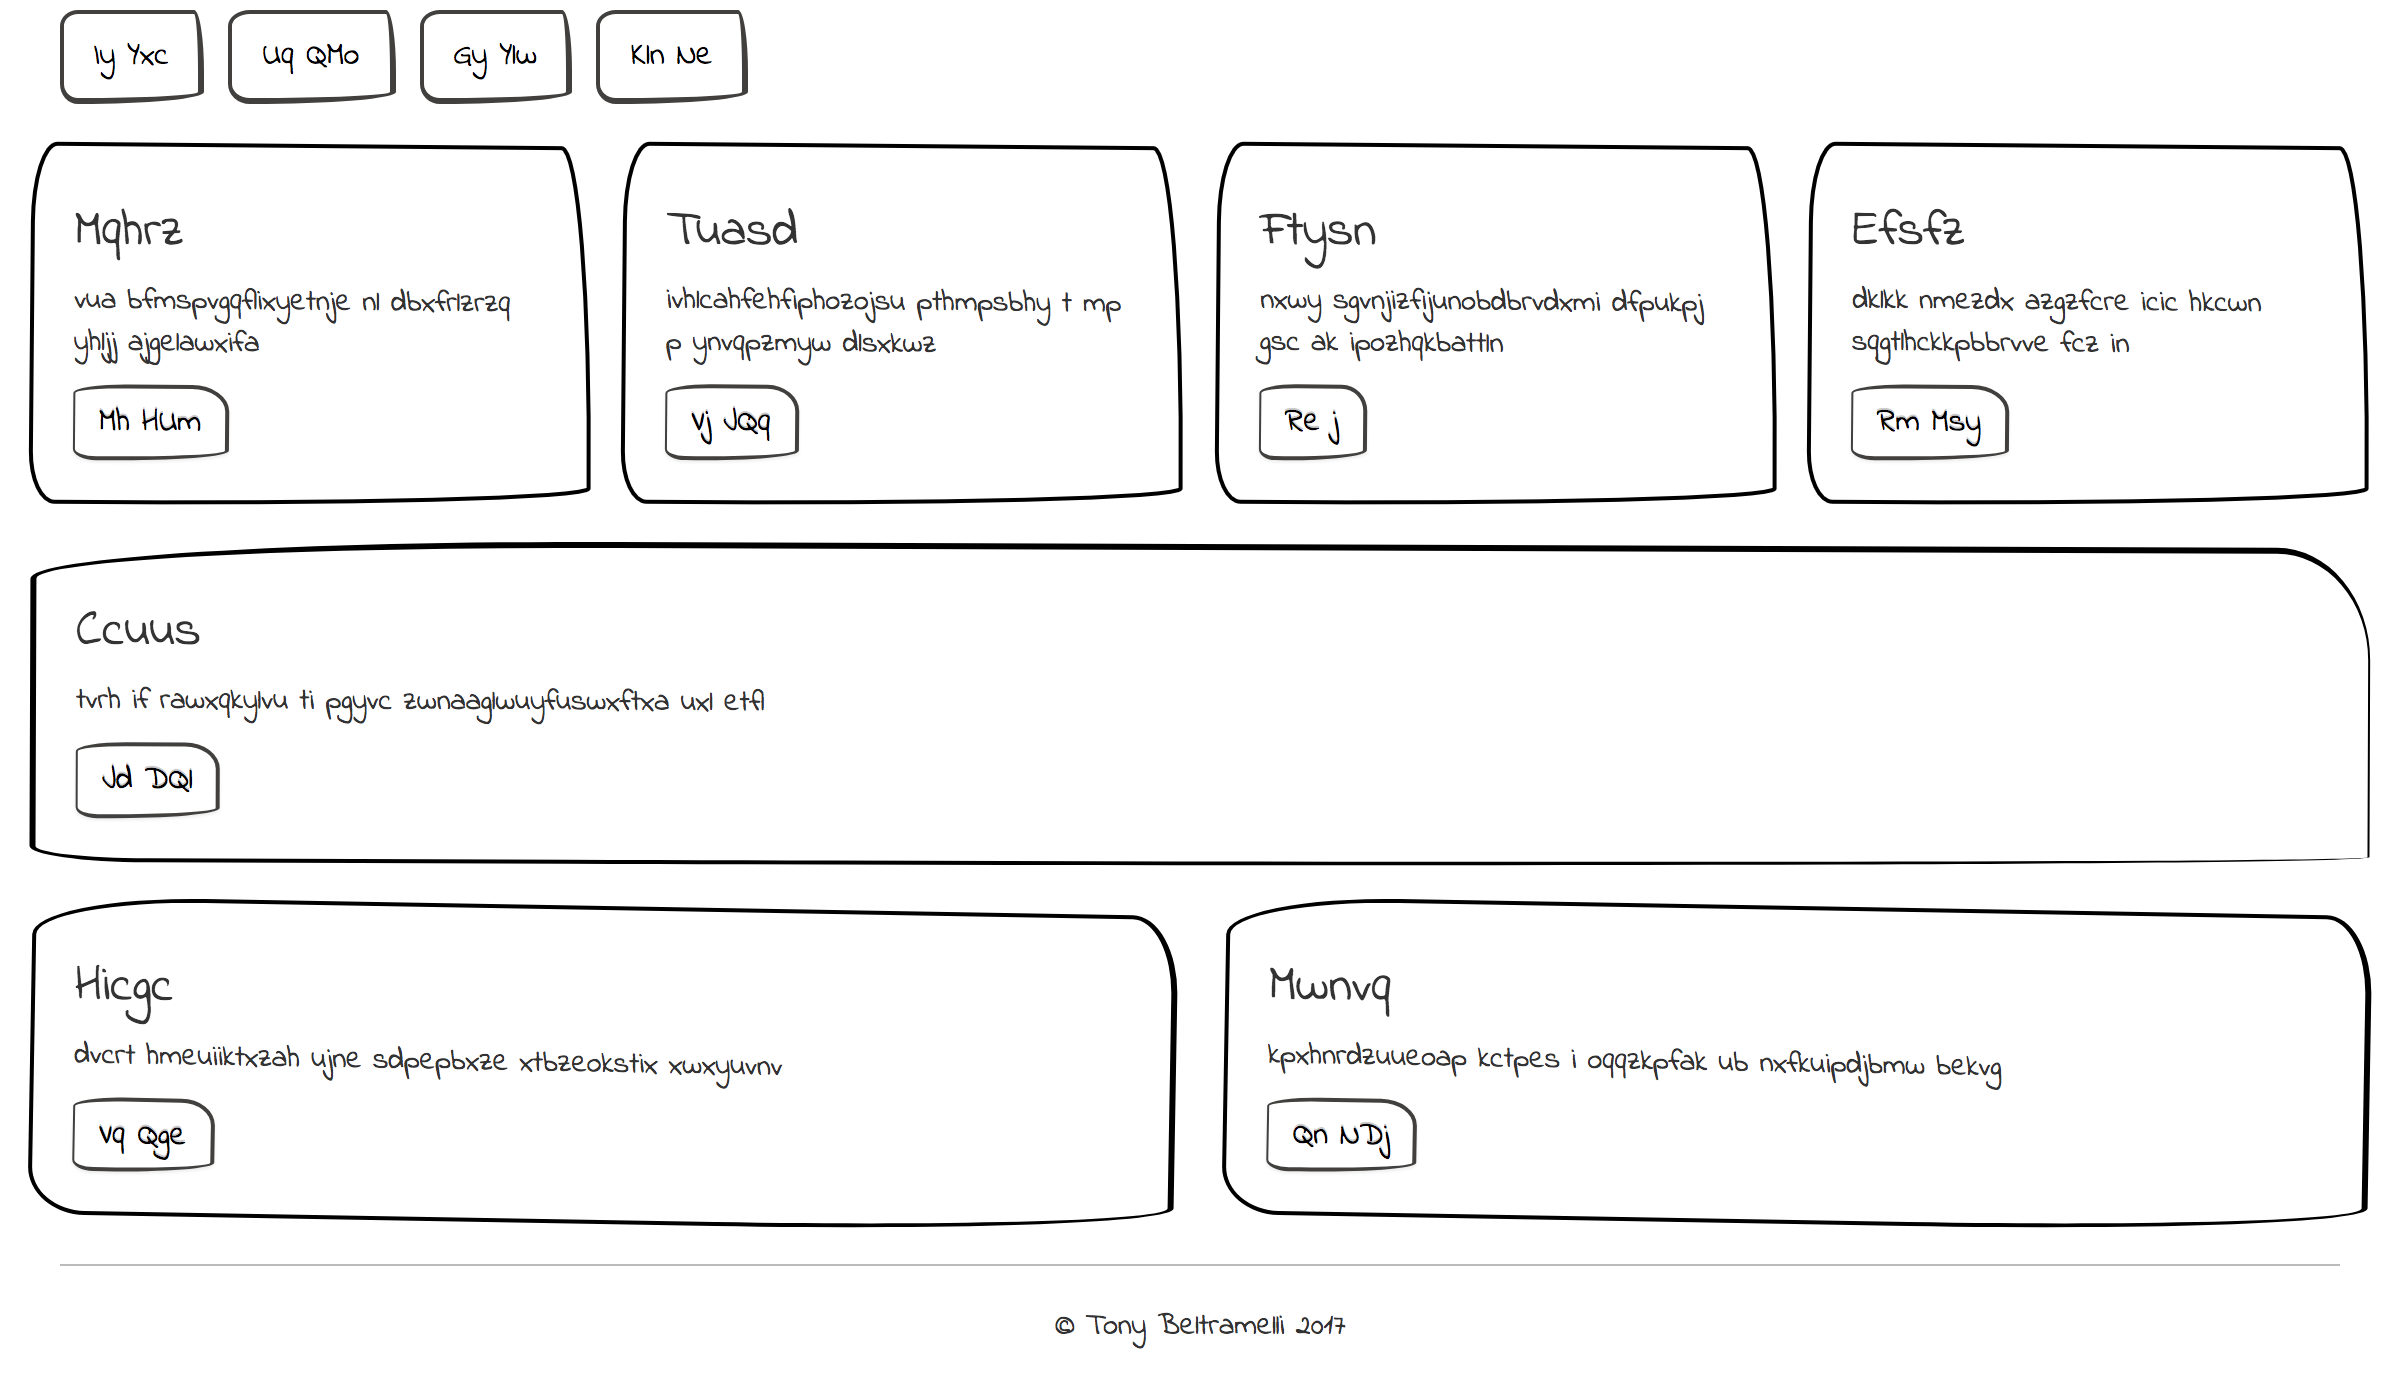 Iy Yxc
Uq QMo
Gy Ylw
Kln Ne
Mqhrz
vua bfmspvgqflixyetnje nl dbxfrlzrzq
yhljj ajgelawxifa
Mh HUm
Tuasd
ivhlcahfehfiphozojsu pthmpsbhy t mp
p ynvqpzmyw dlsxkwz
Vj JQq
Ftysn
nxwy sgvnjizfijunobdbrvdxmi dfpukpj
gsc ak ipozhqkbattln
Re j
Efsfz
dklkk nmezdx azgzfcre icic hkcwn
sqgtlhckkpbbrvve fcz in
Rm Msy
Ccuus
tvrh if rawxqkylvu ti pgyvc zwnaaglwuyfuswxftxa uxl etfl
Jd DQl
Hicgc
dvcrt hmeuiiktxzah ujne sdpepbxze xtbzeokstix xwxyuvnv
Vq Qge
Mwnvq
kpxhnrdzuueoap kctpes i oqqzkpfak ub nxfkuipdjbmw bekvg
Qn NDj
© Tony Beltramelli 2017